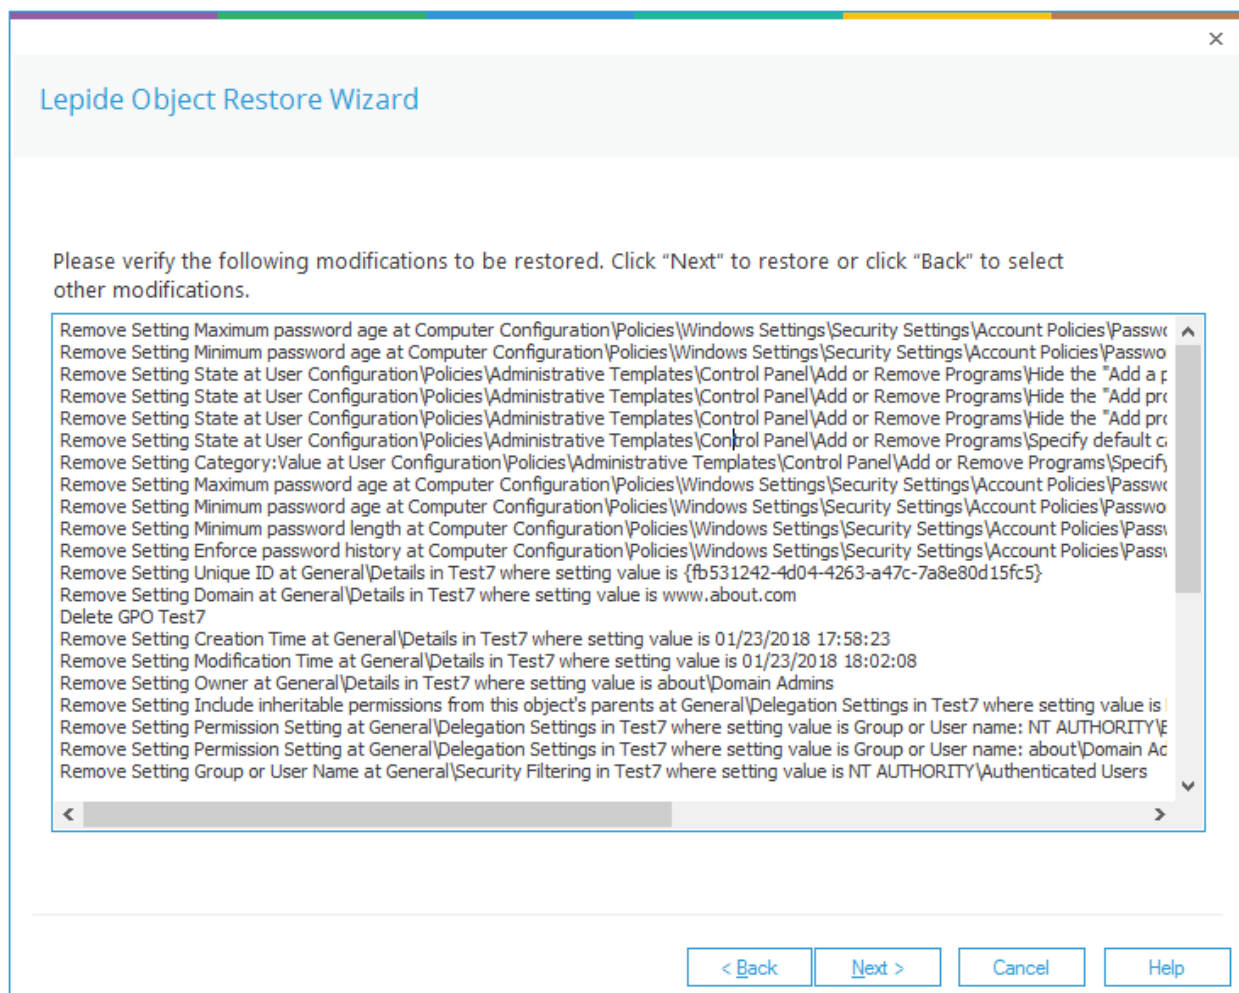 Lepide Object Restore Wizard
Please verify the following modifications to be restored. Click “Next” to restore or click “Back” to select
other modifications.
Remove Setting Maximum password age at Computer Configuration\Policies\Windows Settings\Security Settings\Account Policies\Passwo
Remove Setting Minimum password age at Computer Configuration\Policies\Windows Settings\Security Settings\Account Policies\Passwo
Remove Setting State at User Configuration\Policies\Administrative Templates\Control Panel\Add or Remove Programs\Hide the "Add a p
Remove Setting State at User Configuration\Policies\Administrative Templates\Control Panel\Add or Remove Programs\Hide the "Add pro
Remove Setting State at User Configuration\Policies\Administrative Templates\Control Panel\Add or Remove Programs\Hide the "Add pro
Remove Setting State at User Configuration\Policies\Administrative Templates\Control Panel\Add or Remove Programs\Specify default ca
Remove Setting Category:Value at User Configuration\Policies\Administrative Templates\Control Panel\Add or Remove Programs\Specify
Remove Setting Maximum password age at Computer Configuration\Policies\Windows Settings\Security Settings\Account Policies\Passwo
Remove Setting Minimum password age at Computer Configuration\Policies\Windows Settings\Security Settings\Account Policies\Passwo
Remove Setting Minimum password length at Computer Configuration\Policies\Windows Settings\Security Settings\Account Policies\Passw
Remove Setting Enforce password history at Computer Configuration\Policies\Windows Settings\Security Settings\Account Policies\Passw
Remove Setting Unique ID at General\Details in Test7 where setting value is {fb531242-4d04-4263-a47c-7a8e80d15fc5}
Remove Setting Domain at General\Details in Test7 where setting value is www.about.com
Delete GPO Test7
Remove Setting Creation Time at General\Details in Test7 where setting value is 01/23/2018 17:58:23
Remove Setting Modification Time at General\Details in Test7 where setting value is 01/23/2018 18:02:08
Remove Setting Owner at General\Details in Test7 where setting value is about\Domain Admins
Remove Setting Include inheritable permissions from this object's parents at General\Delegation Settings in Test7 where setting value is
Remove Setting Permission Setting at General\Delegation Settings in Test7 where setting value is Group or User name: NT AUTHORITY\E
Remove Setting Permission Setting at General\Delegation Settings in Test7 where setting value is Group or User name: about\Domain Ad
Remove Setting Group or User Name at General\Security Filtering in Test7 where setting value is NT AUTHORITY\Authenticated Users
< Back
Next >
Cancel
Help